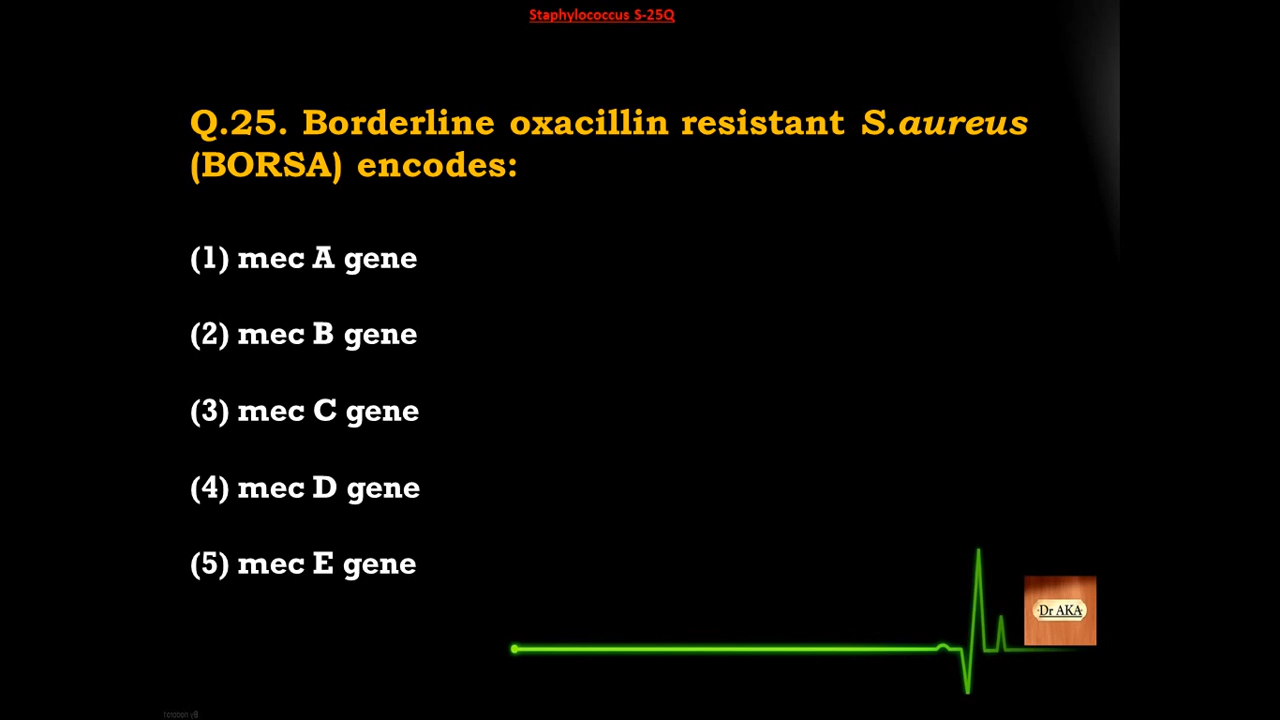 Staphylococcus S-25Q
Q.25. Borderline oxacillin resistant S.aureus
(BORSA) encodes:
(1) mec A gene
(2) mec B gene
(3) mec C gene
(4) mec D gene
(5) mec E gene
Dr AKA